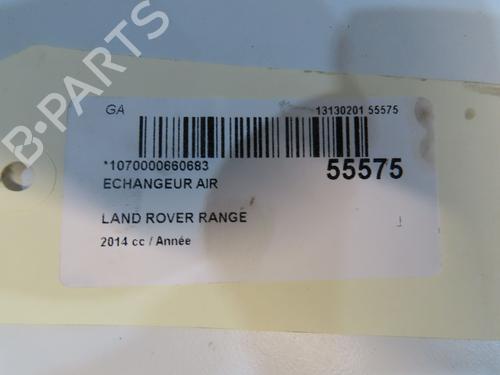 B-PARTS
GA
13130201 55575
*1070000660683
55575
ECHANGEUR AIR
LAND ROVER RANGE
2014 cc / Année